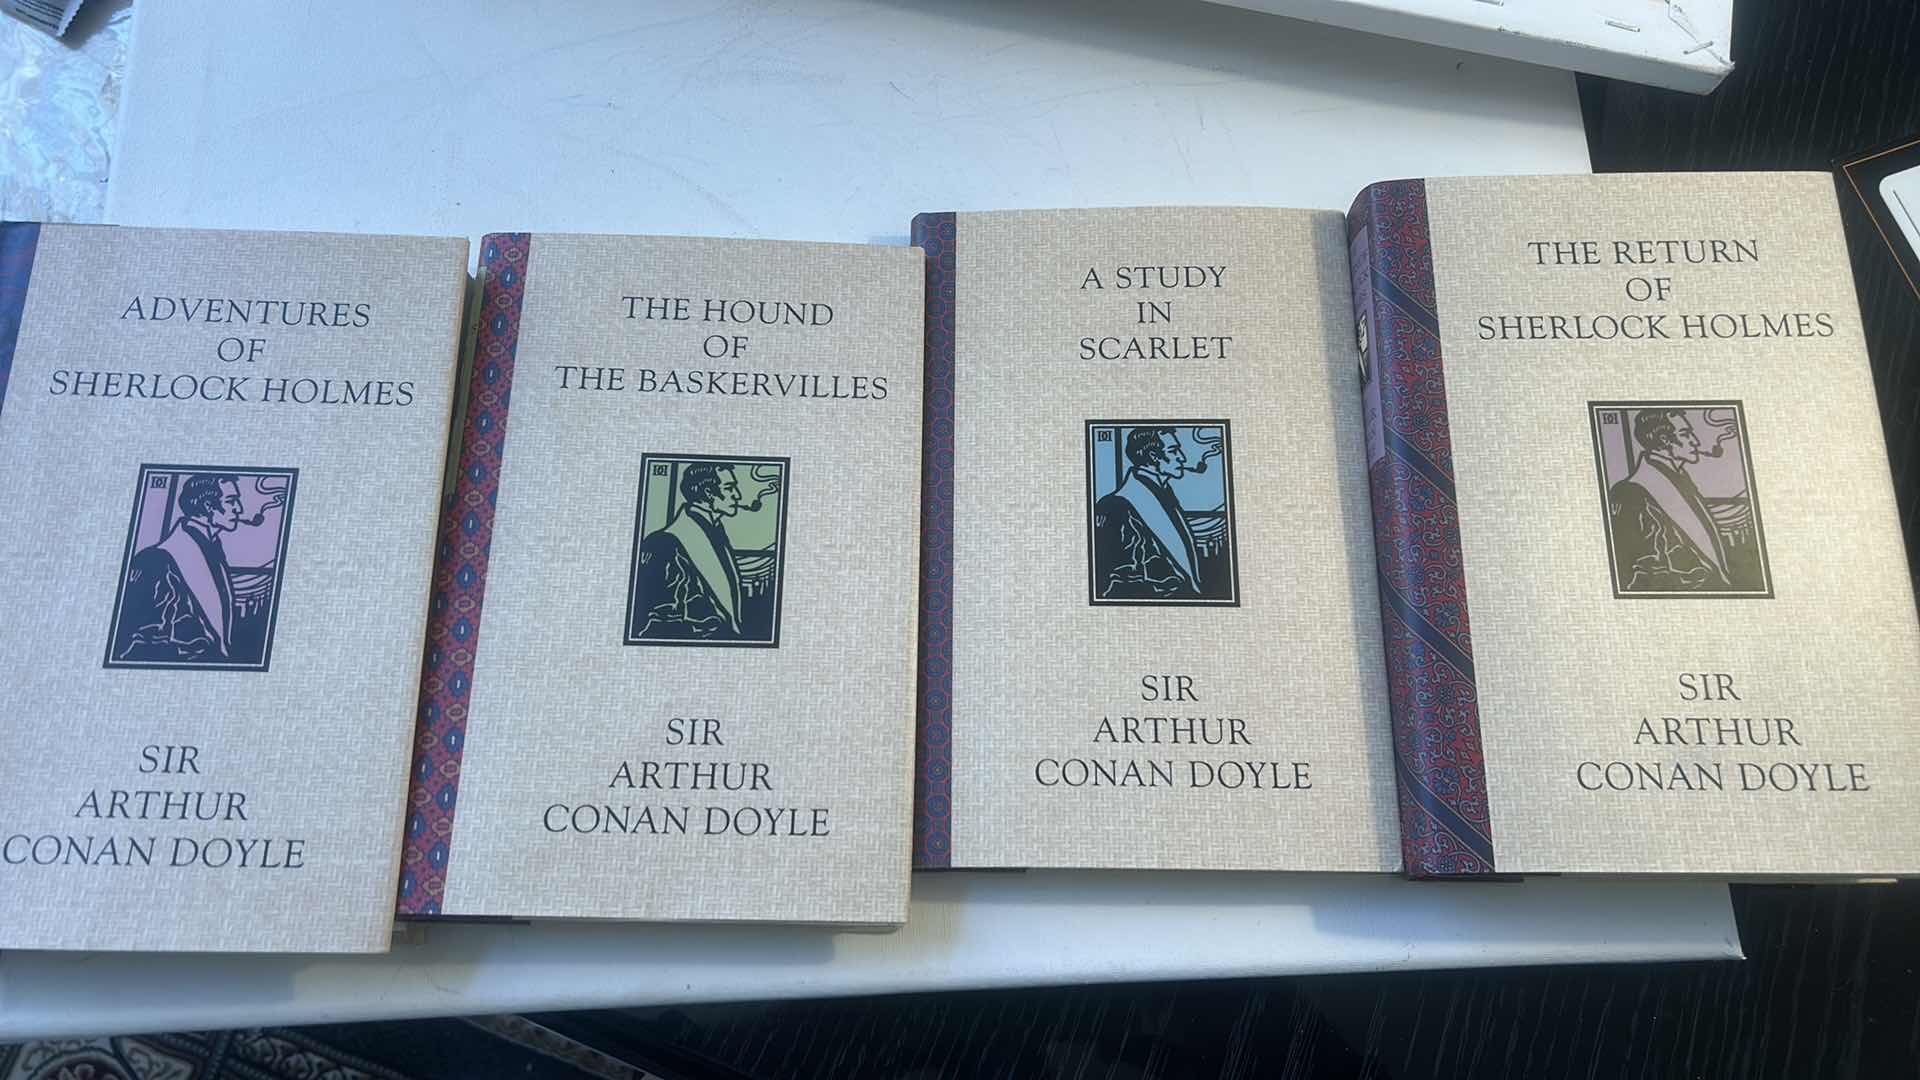 ADVENTURES
OF
SHERLOCK HOLMES
SIR
ARTHUR
CONAN DOYLE
THE HOUND
OF
THE BASKERVILLES
SIR
ARTHUR
CONAN DOYLE
A STUDY
IN
SCARLET
SIR
ARTHUR
CONAN DOYLE
THE RETURN
OF
SHERLOCK HOLMES
SIR
ARTHUR
CONAN DOYLE